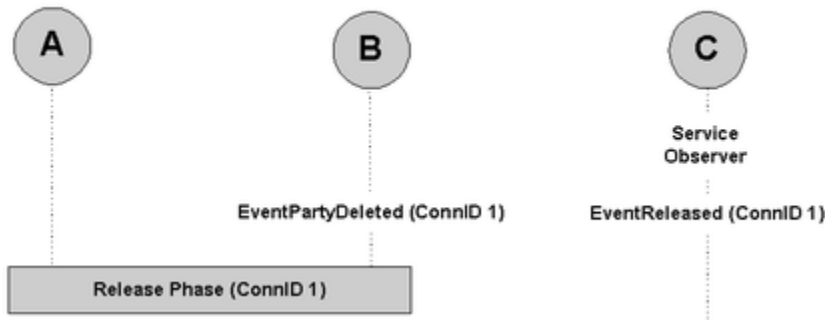 A
B
C
Service
Observer
EventPartyDeleted (ConnID 1)
EventReleased (ConnID 1)
Release Phase (ConnID 1)